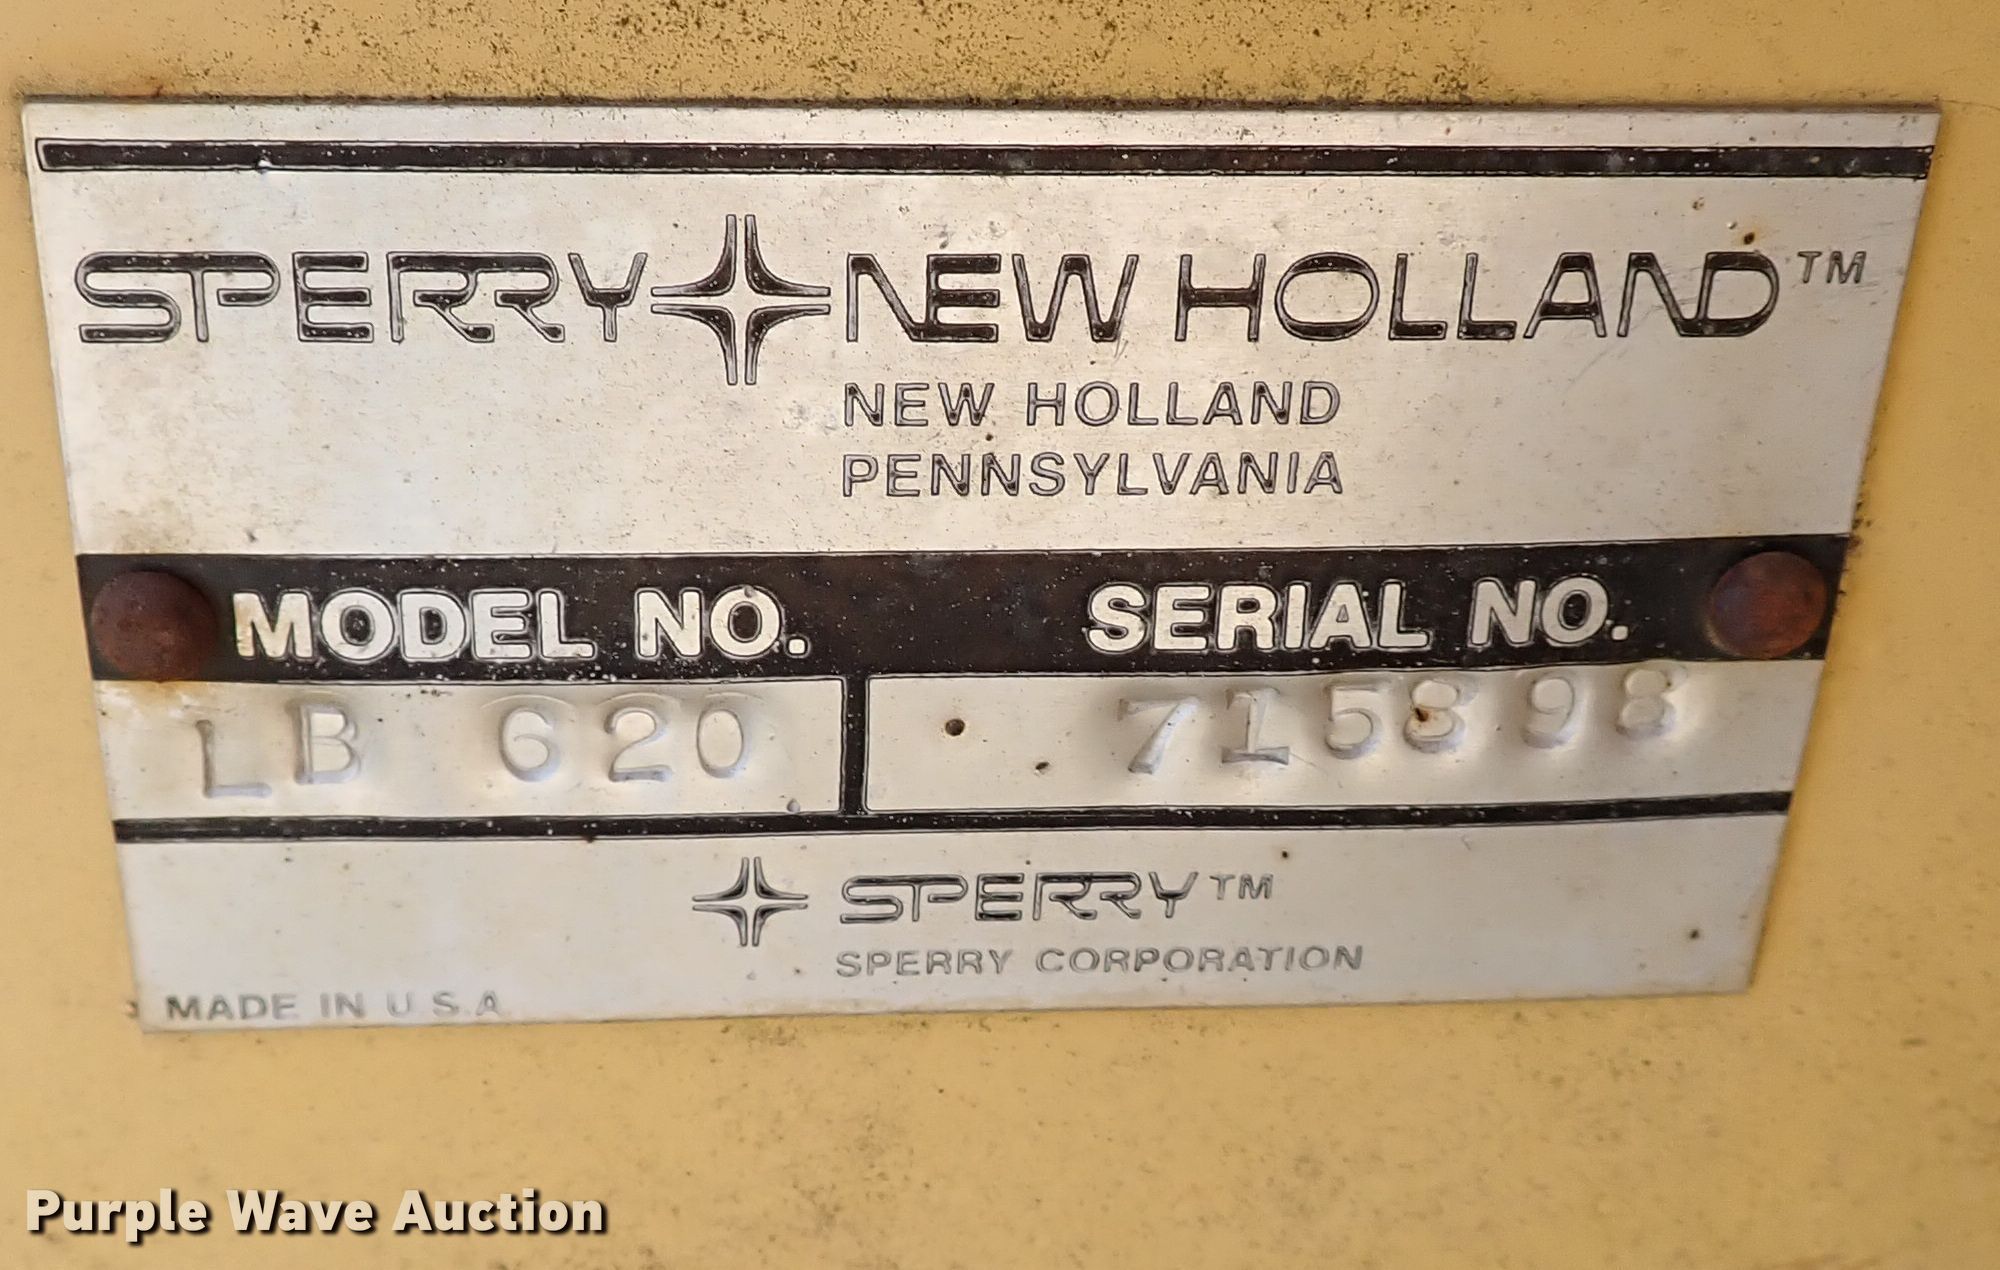 SPERRY NEW HOLLAND™
NEW HOLLAND
PENNSYLVANIA
MODEL NO. SERIAL NO.
LB 620 715898
SPERRY™
SPERRY CORPORATION
MADE IN U.S.A
Purple Wave Auction